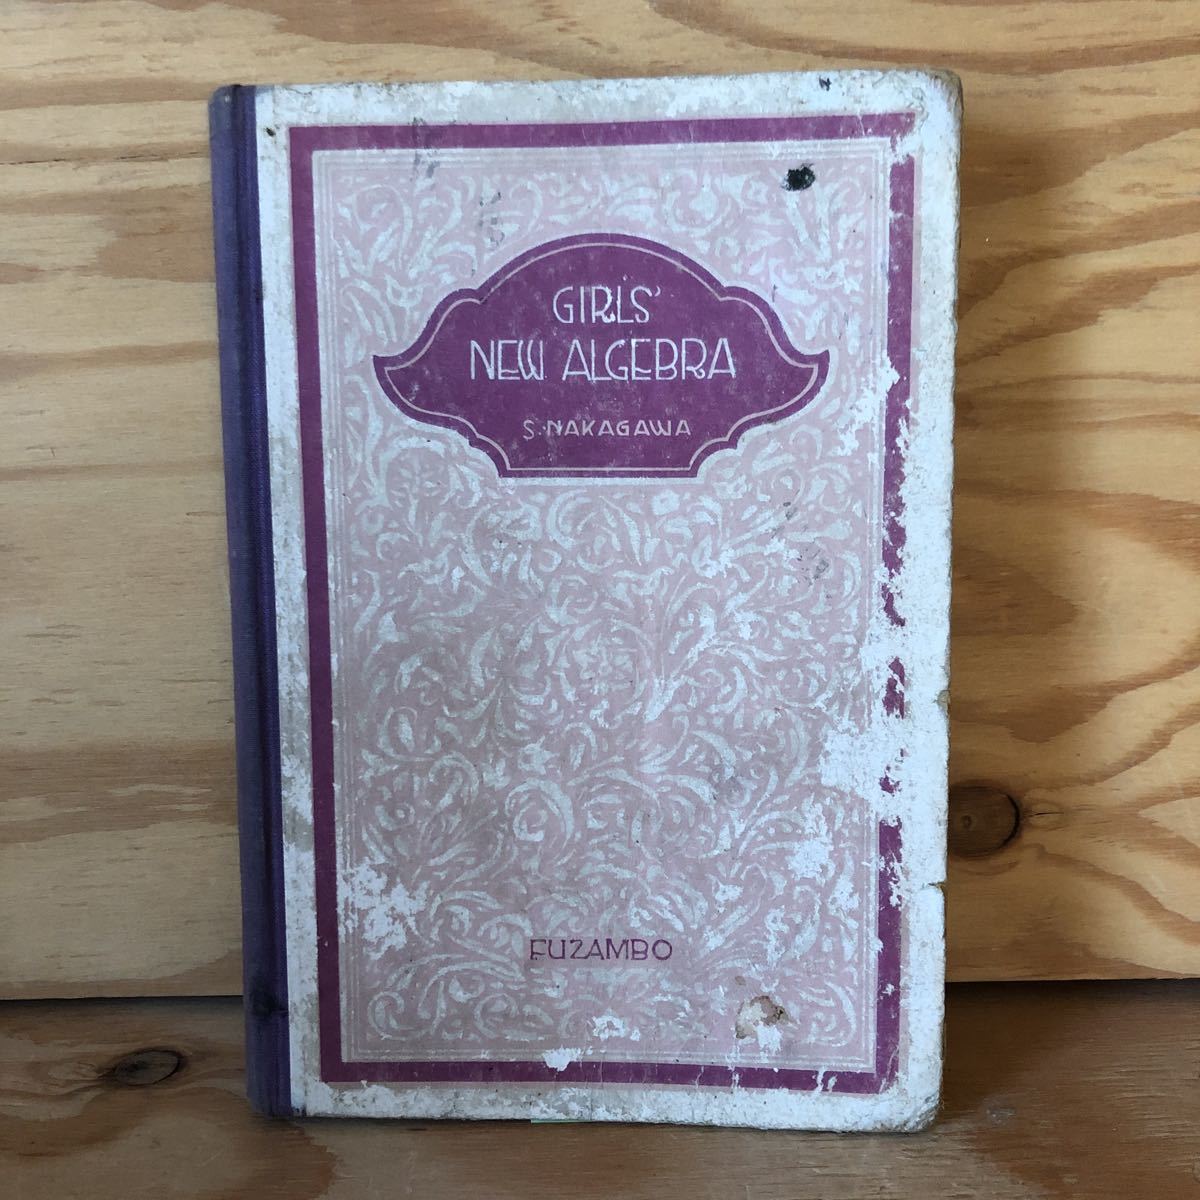 GIRLS'
NEW ALGEBRA
S. NAKAGAWA
FUZAMBO